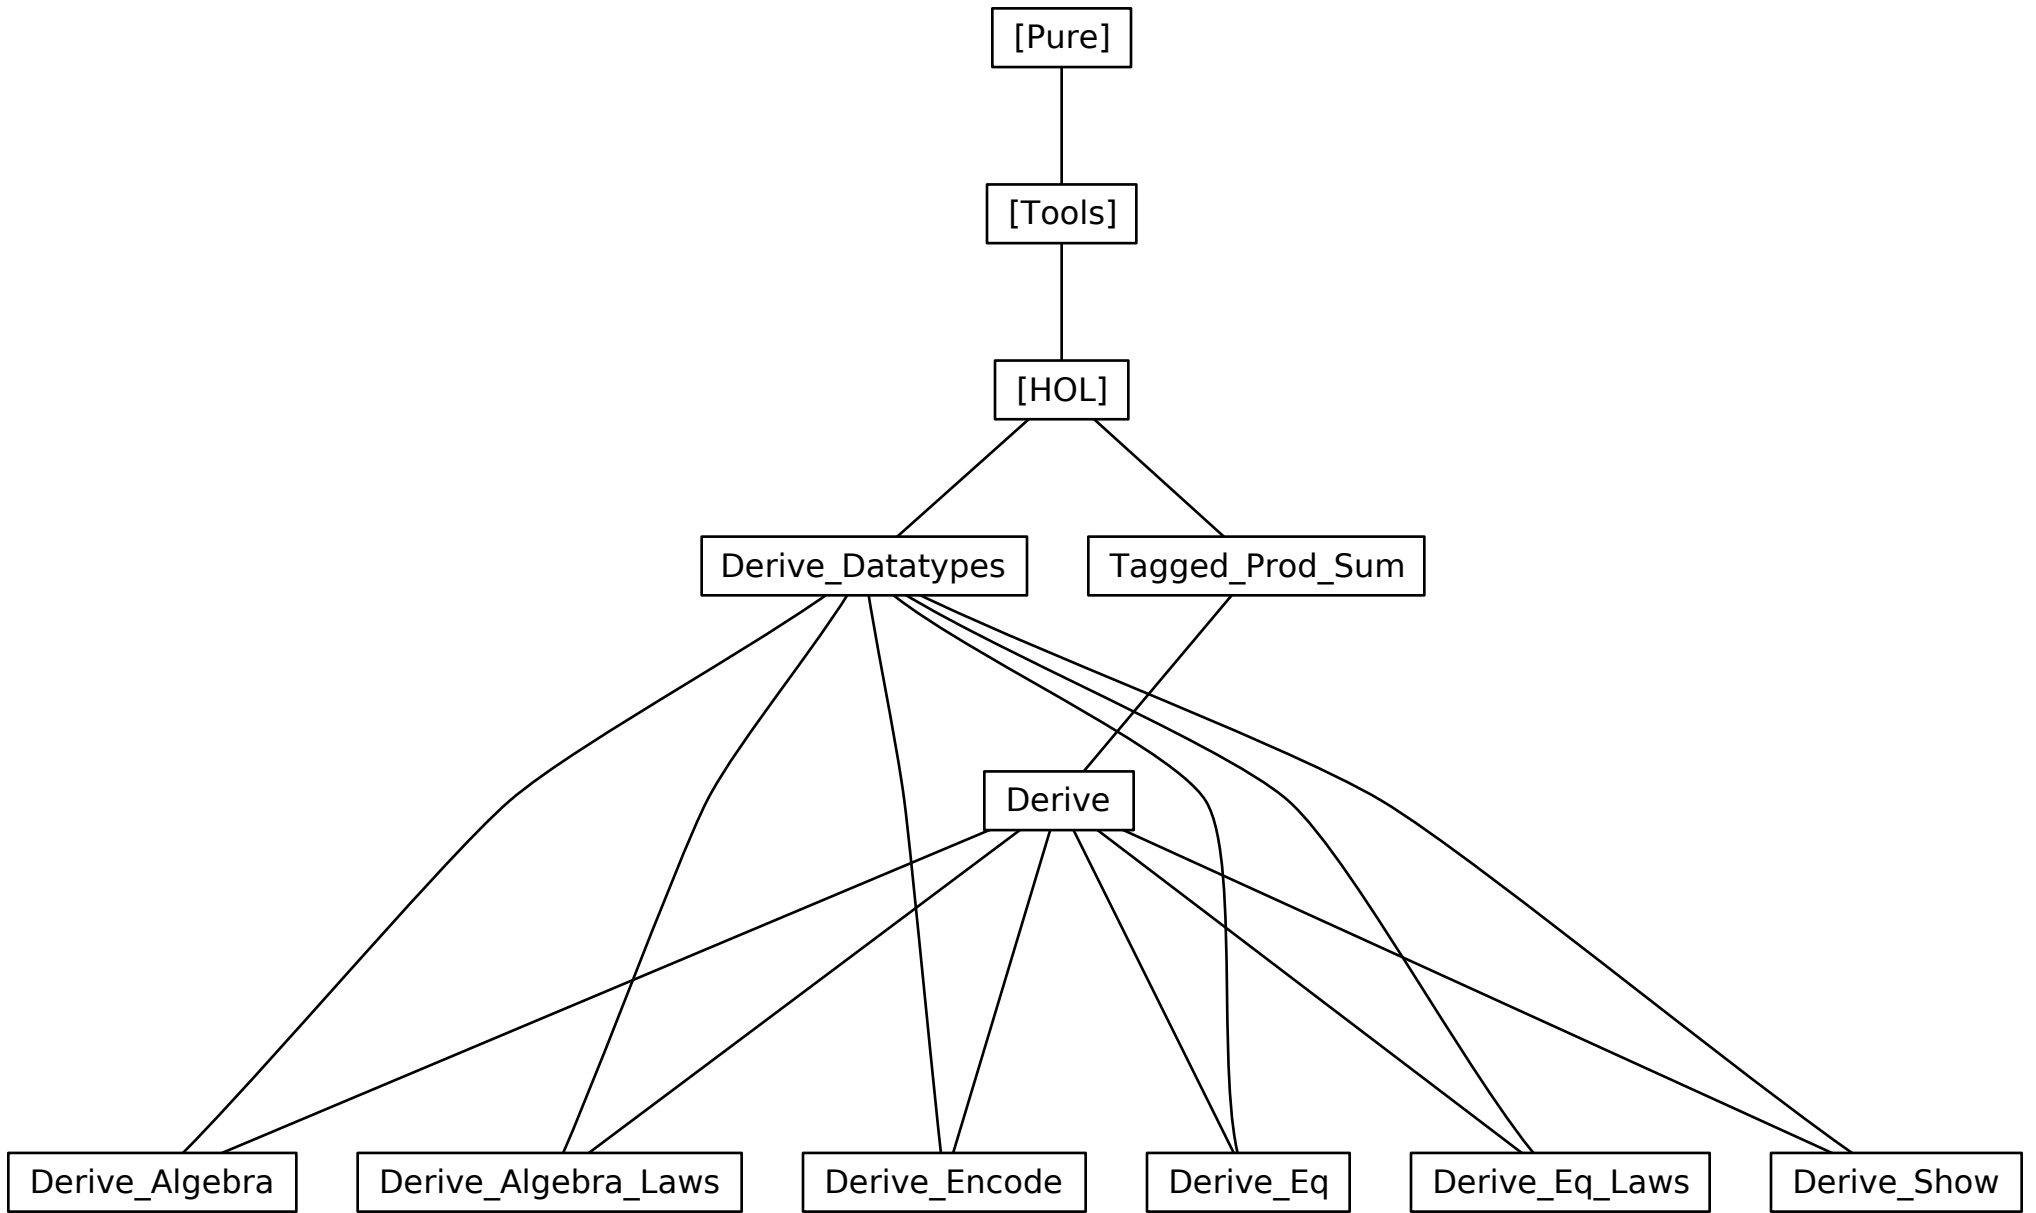 [Pure]
[Tools]
[HOL]
Derive_Datatypes
Tagged_Prod_Sum
Derive
Derive_Algebra
Derive_Algebra_Laws
Derive_Encode
Derive_Eq
Derive_Eq_Laws
Derive_Show